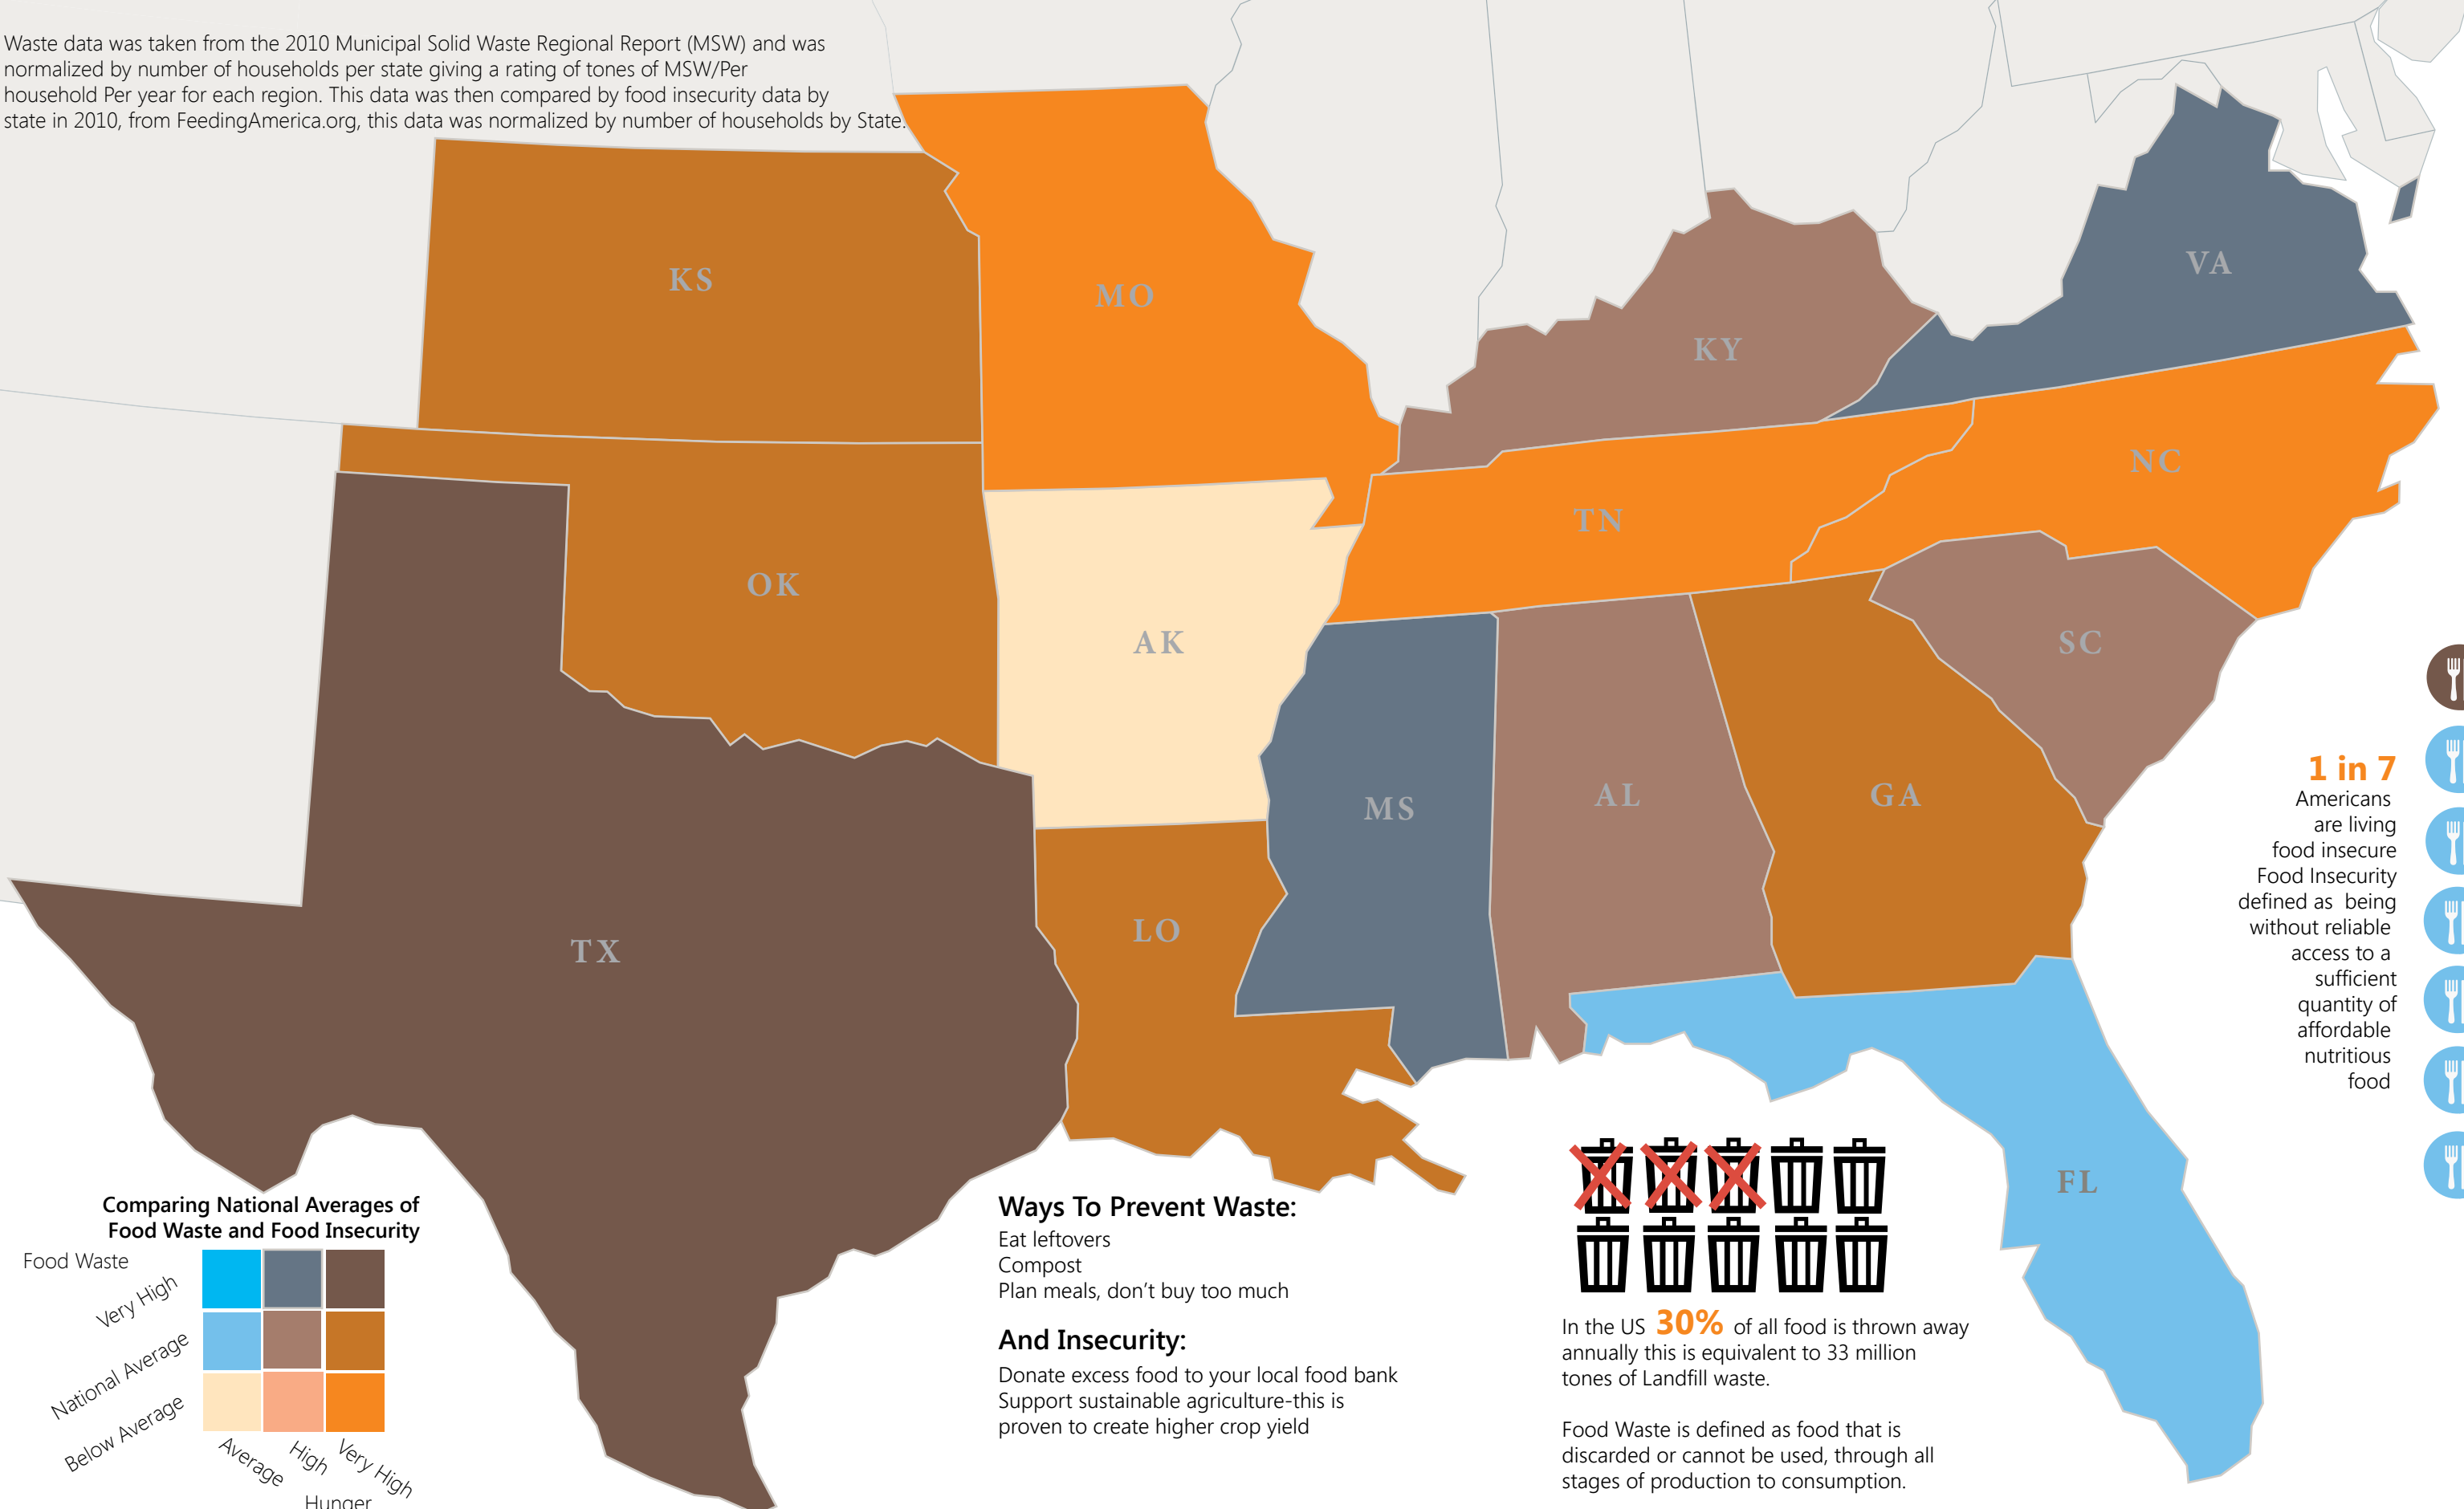 Waste data was taken from the 2010 Municipal Solid Waste Regional Report (MSW) and was
normalized by number of households per state giving a rating of tones of MSW/Per
household Per year for each region. This data was then compared by food insecurity data by
state in 2010, from FeedingAmerica.org, this data was normalized by number of households by State.
KS
MO
KY
VA
NC
TN
OK
AK
SC
MS
AL
GA
LO
TX
FL
1 in 7
Americans
are living
food insecure
Food Insecurity
defined as being
without reliable
access to a
sufficient
quantity of
affordable
nutritious
food
Comparing National Averages of
Food Waste and Food Insecurity
Food Waste
Very High
National Average
Below Average
Average
High
Very High
Hunger
Ways To Prevent Waste:
Eat leftovers
Compost
Plan meals, don't buy too much
And Insecurity:
Donate excess food to your local food bank
Support sustainable agriculture-this is
proven to create higher crop yield
In the US 30% of all food is thrown away
annually this is equivalent to 33 million
tones of Landfill waste.
Food Waste is defined as food that is
discarded or cannot be used, through all
stages of production to consumption.